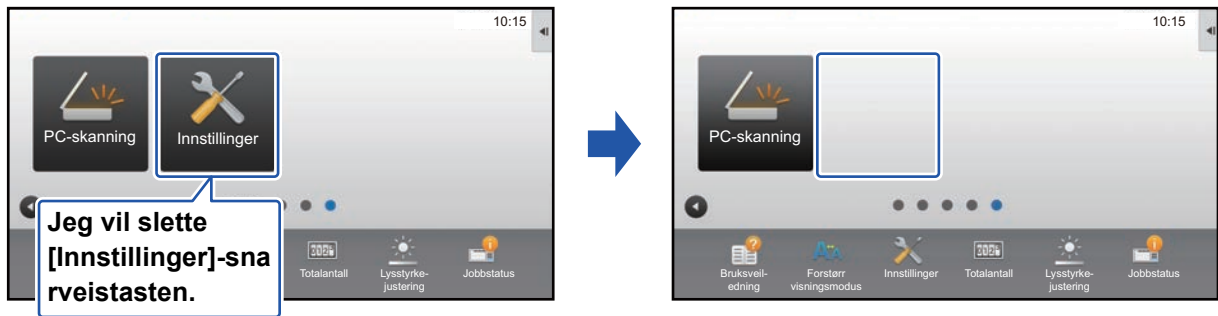 10:15
PC-skanning
Innstillinger
Jeg vil slette
[Innstillinger]-sna
rveistasten.
Totalantall
Lysstyrke-
justering
Jobbstatus
10:15
PC-skanning
Bruksveil-
edning
Forstørr
visningsmodus
Innstillinger
Totalantall
Lysstyrke-
justering
Jobbstatus